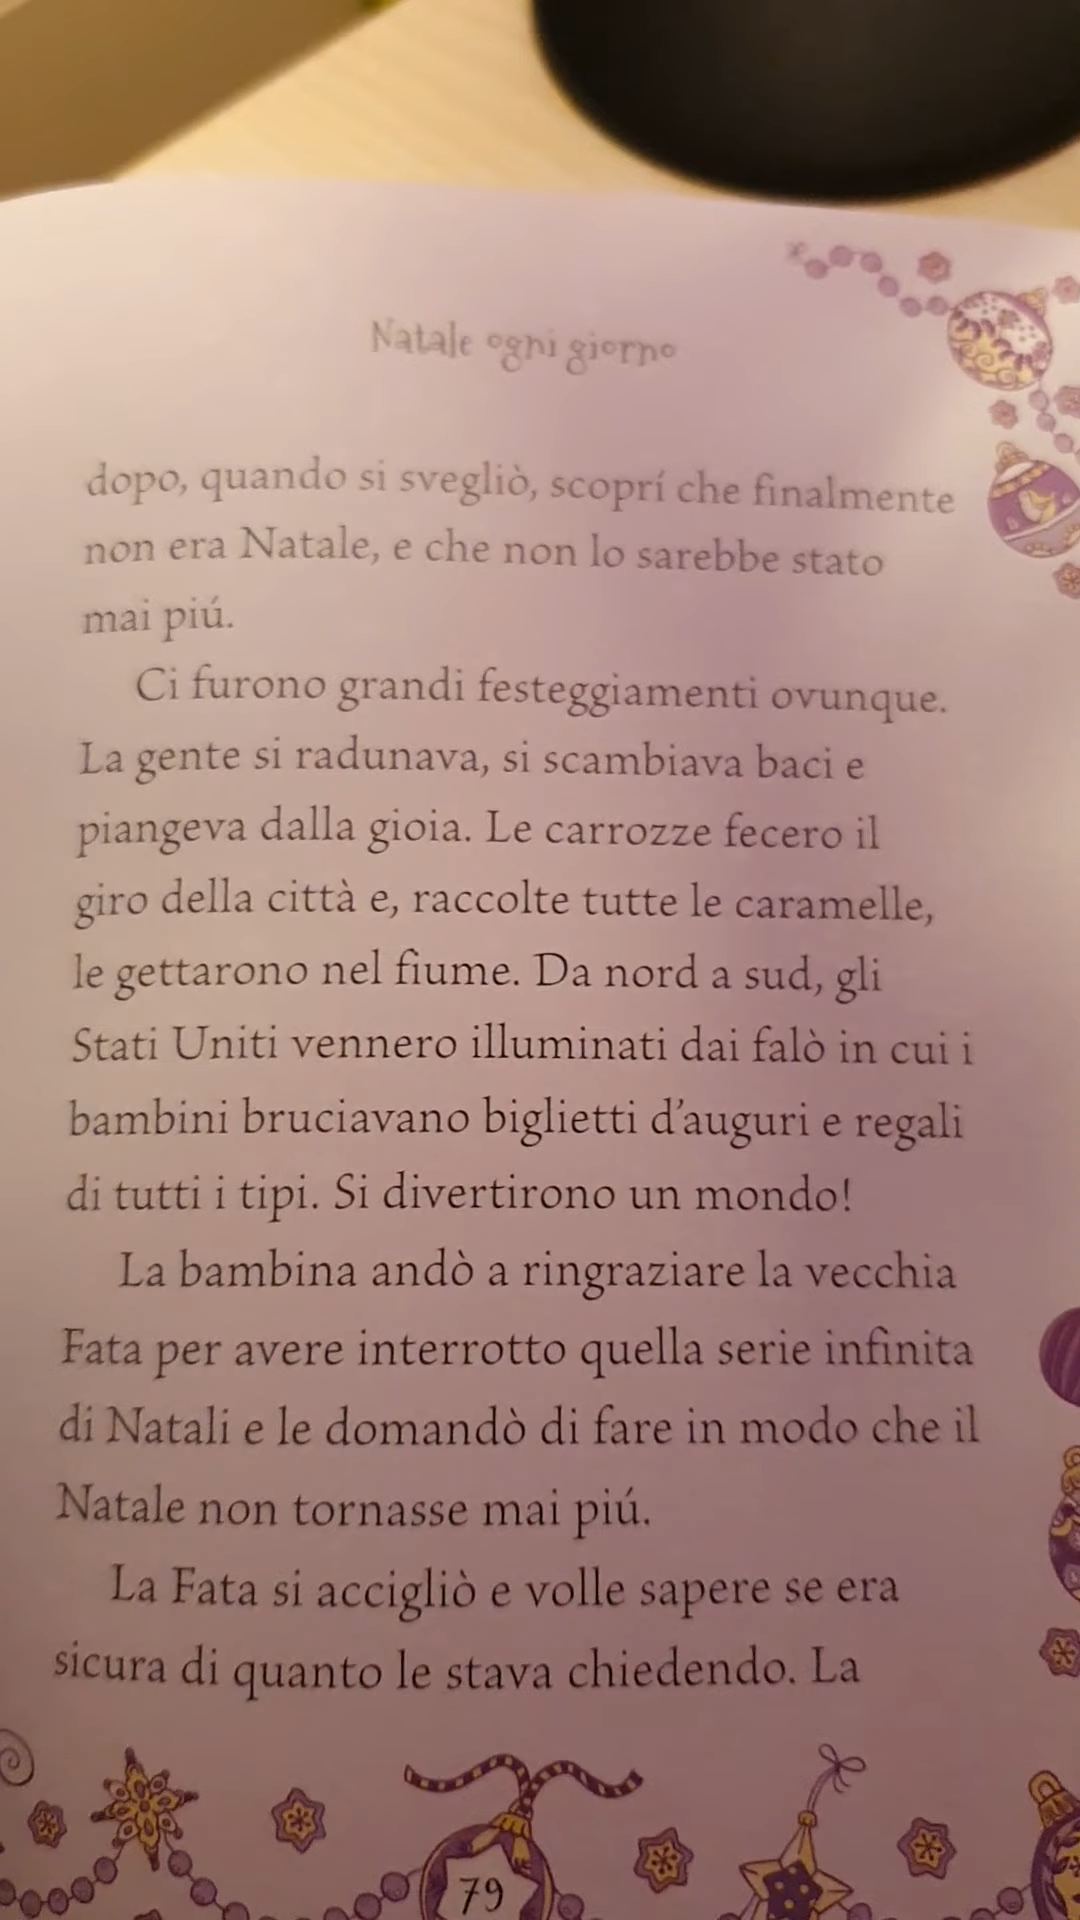 Natale ogni giorno
dopo, quando si svegliò, scoprí che finalmente
non era Natale, e che non lo sarebbe stato
mai piú.
Ci furono grandi festeggiamenti ovunque.
La gente si radunava, si scambiava baci e
piangeva dalla gioia. Le carrozze fecero il
giro della città e, raccolte tutte le caramelle,
le gettarono nel fiume. Da nord a sud, gli
Stati Uniti vennero illuminati dai falò in cui i
bambini bruciavano biglietti d’auguri e regali
di tutti i tipi. Si divertirono un mondo!
La bambina andò a ringraziare la vecchia
Fata per avere interrotto quella serie infinita
di Natali e le domandò di fare in modo che il
Natale non tornasse mai piú.
La Fata si accigliò e volle sapere se era
sicura di quanto le stava chiedendo. La
79